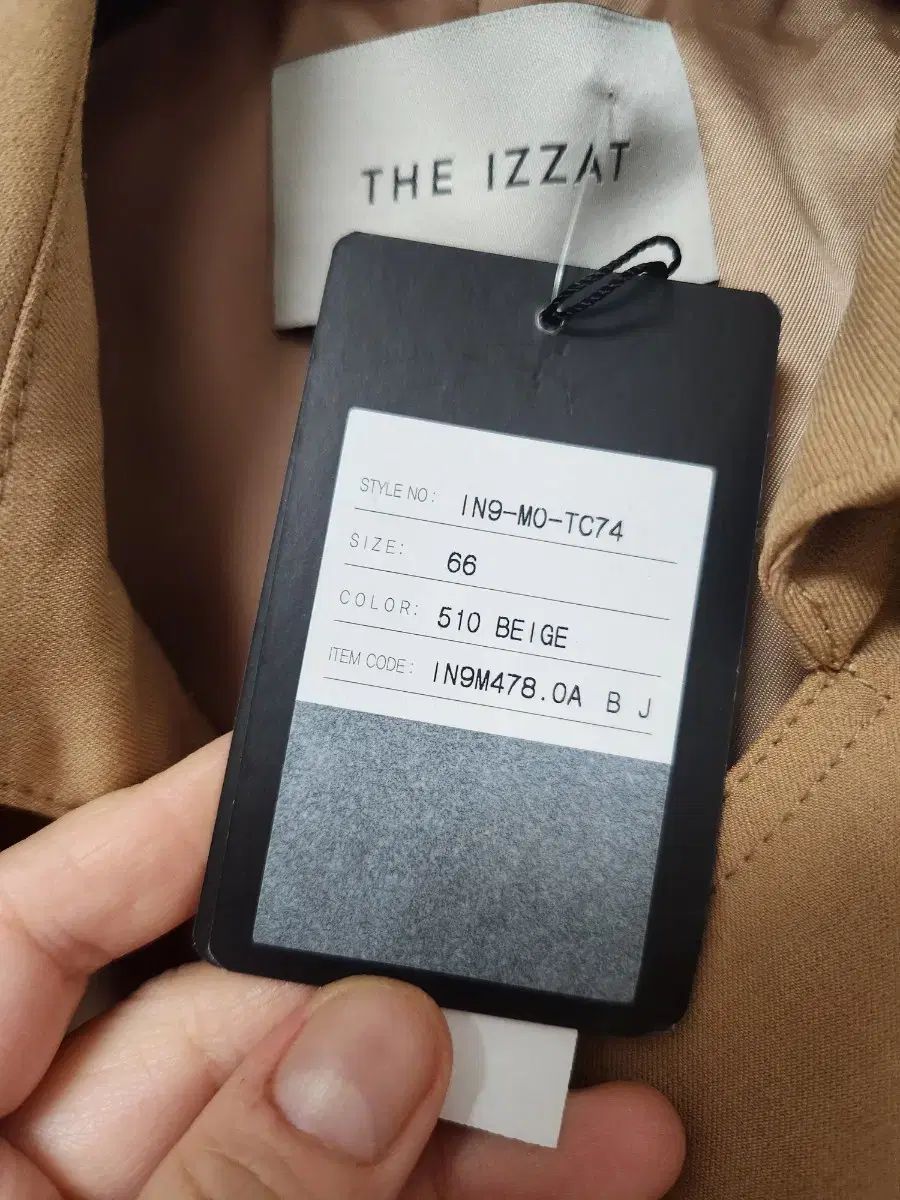 THE IZZAT
STYLE NO: IN9-MO-TC74
SIZE: 66
COLOR: 510 BEIGE
ITEM CODE: IN9M478.0A B J